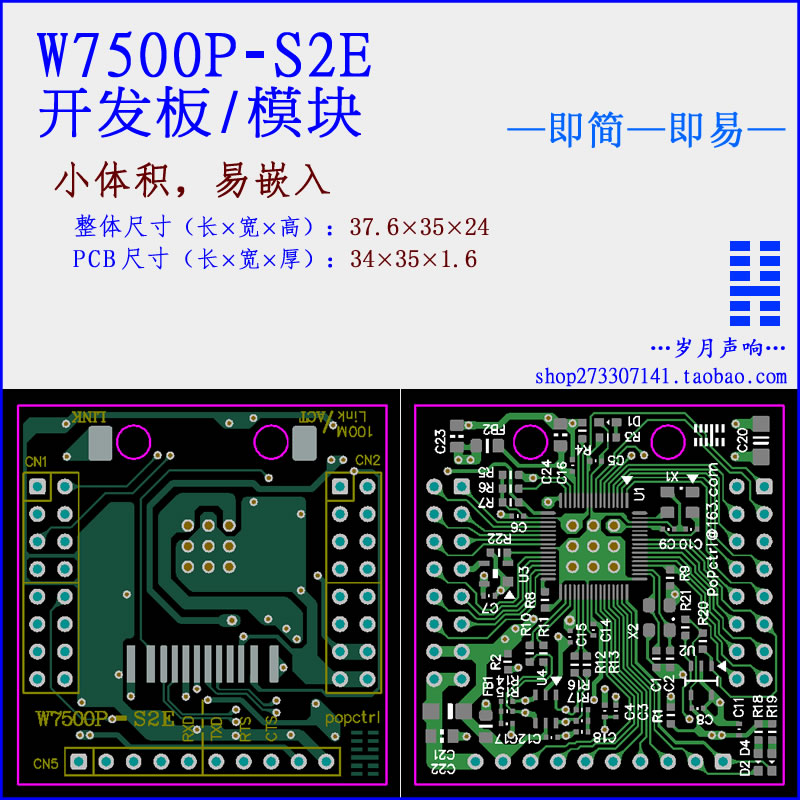 W7500P-S2E
开发板/模块
—即简—即易—
小体积，易嵌入
整体尺寸（长×宽×高）：37.6×35×24
PCB尺寸（长×宽×厚）：34×35×1.6
…岁月声响…
shop273307141.taobao.com
LINK
100M
Link/ACT
CN1
CN2
W7500P-S2E
RXD
TXD
RTS
CTS
popctrl
CN5
C23
FB2
C24
C16
R4
C5
D1
C20
R7
C6
U1
X1
PoPctrl@163.com
R22
U3
C7
C9
C10
R9
R8
R10
R11
R21
R20
X2
C15
C14
R2
R12
R13
U4
FB1
C1
C2
C4
C3
R1
C8
C11
R18
R19
C12
C17
C18
C21
C22
D2
D4